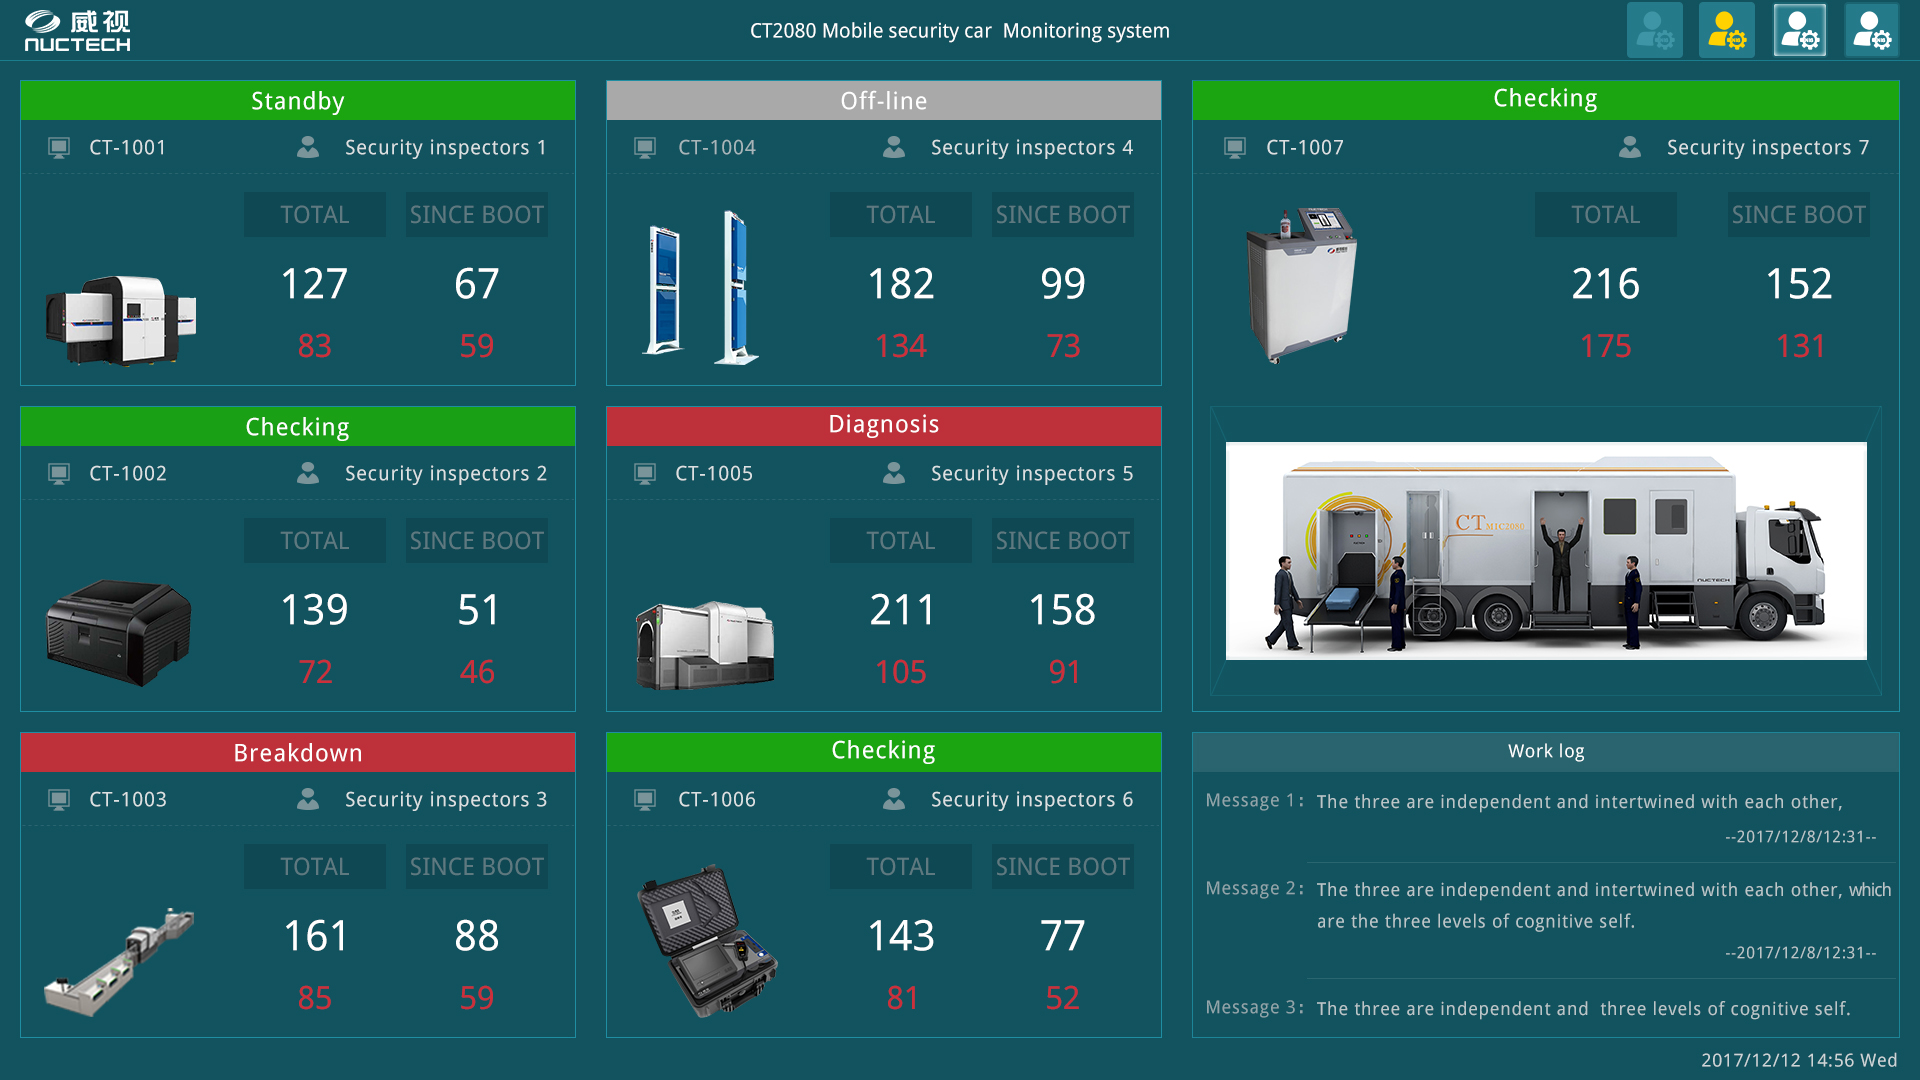 威视
NUCTECH
CT2080 Mobile security car Monitoring system
Standby
CT-1001
Security inspectors 1
TOTAL
SINCE BOOT
127
67
83
59
Off-line
CT-1004
Security inspectors 4
TOTAL
SINCE BOOT
182
99
134
73
Checking
CT-1007
Security inspectors 7
TOTAL
SINCE BOOT
216
152
175
131
CT MIC2080
NUCTECH
Checking
CT-1002
Security inspectors 2
TOTAL
SINCE BOOT
139
51
72
46
Diagnosis
CT-1005
Security inspectors 5
TOTAL
SINCE BOOT
211
158
105
91
Breakdown
CT-1003
Security inspectors 3
TOTAL
SINCE BOOT
161
88
85
59
Checking
CT-1006
Security inspectors 6
TOTAL
SINCE BOOT
143
77
81
52
Work log
Message 1: The three are independent and intertwined with each other,
--2017/12/8/12:31--
Message 2: The three are independent and intertwined with each other, which
are the three levels of cognitive self.
--2017/12/8/12:31--
Message 3: The three are independent and three levels of cognitive self.
2017/12/12 14:56 Wed